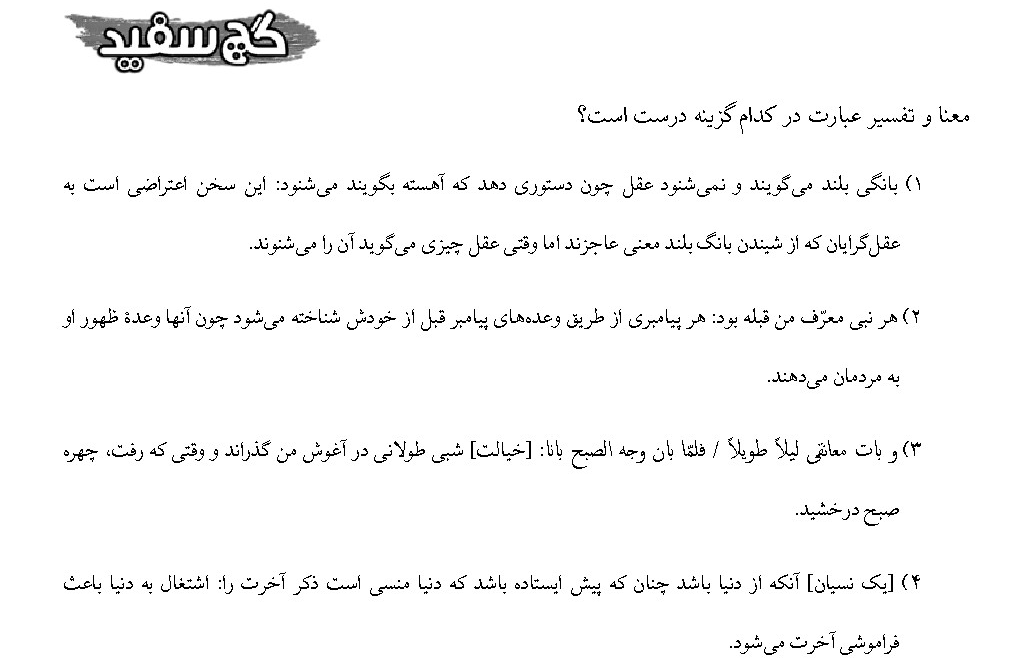 گچ سفید
معنا و تفسیر عبارت در کدام گزینه درست است؟
۱) بانگی بلند می‌گویند و نمی‌شنود عقل چون دستوری دهد که آهسته بگویند می‌شنود: این سخن اعتراضی است به
عقل‌گرایان که از شیندن بانگ بلند معنی عاجزند اما وقتی عقل چیزی می‌گوید آن را می‌شنوند.
۲) هر نبی معرّف من قبله بود: هر پیامبری از طریق وعده‌های پیامبر قبل از خودش شناخته می‌شود چون آنها وعدهٔ ظهور او
به مردمان می‌دهند.
۳) و بات معانقی لیلاً طویلاً / فلمّا بان وجه الصبح بانا: [خیالت] شبی طولانی در آغوش من گذراند و وقتی که رفت، چهره
صبح درخشید.
۴) [یک نسیان] آنکه از دنیا باشد چنان که پیش ایستاده باشد که دنیا منسی است ذکر آخرت را: اشتغال به دنیا باعث
فراموشی آخرت می‌شود.